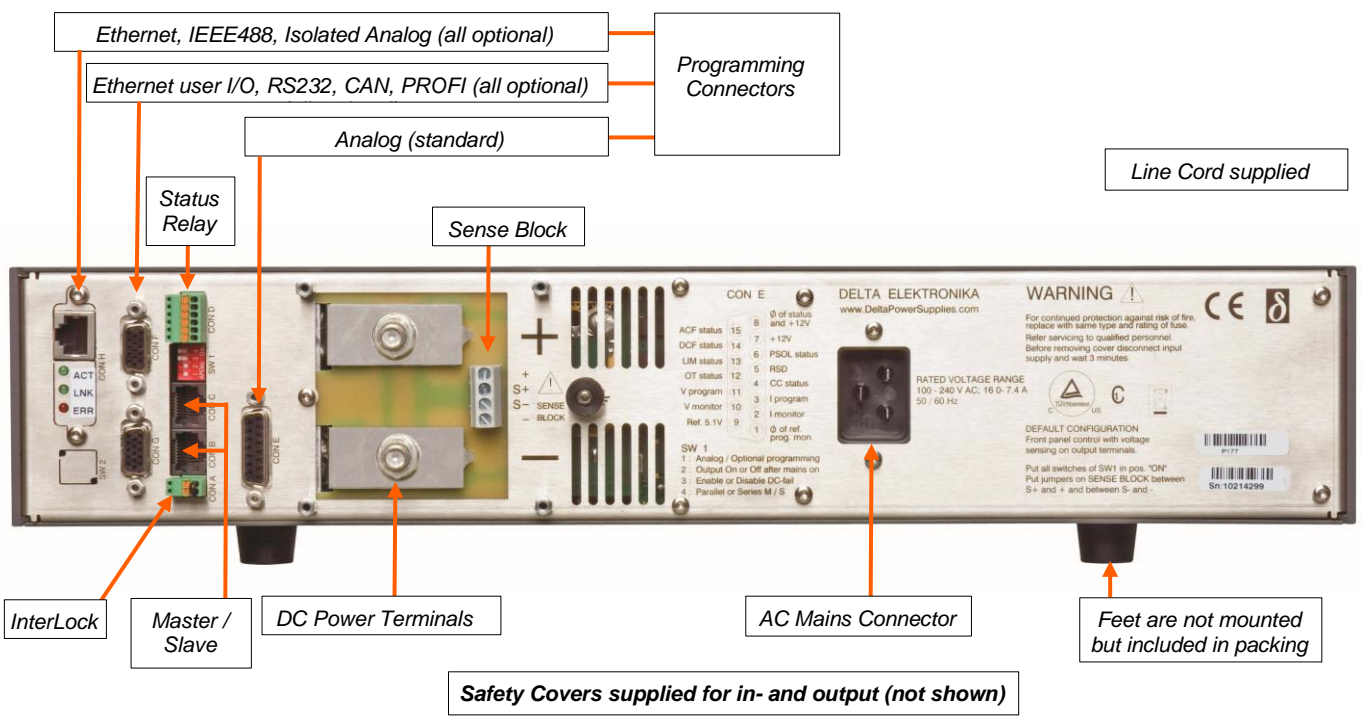 Ethernet, IEEE488, Isolated Analog (all optional)
Ethernet user I/O, RS232, CAN, PROFI (all optional)
Analog (standard)
Programming
Connectors
Line Cord supplied
Status
Relay
Sense Block
ACT
LNK
ERR
CON H
SW 2
CON F
CON G
CON D
SW 1
CON C
CON B
CON A
CON E
+
S+
S−
−
SENSE
BLOCK
+
−
CON E
8 Ø of status
and +12V
ACF status 15
7 +12V
DCF status 14
6 PSOL status
LIM status 13
5 RSD
OT status 12
4 CC status
V program 11
3 I program
V monitor 10
2 I monitor
Ref. 5.1V 9
1 Ø of ref.
prog. mon.
SW 1
1 : Analog / Optional programming
2 : Output On or Off after mains on
3 : Enable or Disable DC-fail
4 : Parallel or Series M / S
DELTA ELEKTRONIKA
www.DeltaPowerSupplies.com
RATED VOLTAGE RANGE
100 - 240 V AC; 16 0- 7.4 A
50 / 60 Hz
WARNING
For continued protection against risk of fire,
replace with same type and rating of fuse.
Refer servicing to qualified personnel.
Before removing cover disconnect input
supply and wait 3 minutes.
CE
δ
TÜVRheinland
C US
DEFAULT CONFIGURATION
Front panel control with voltage
sensing on output terminals.
Put all switches of SW1 in pos. "ON"
Put jumpers on SENSE BLOCK between
S+ and + and between S- and -
P177
Sn:10214299
InterLock
Master /
Slave
DC Power Terminals
AC Mains Connector
Feet are not mounted
but included in packing
Safety Covers supplied for in- and output (not shown)